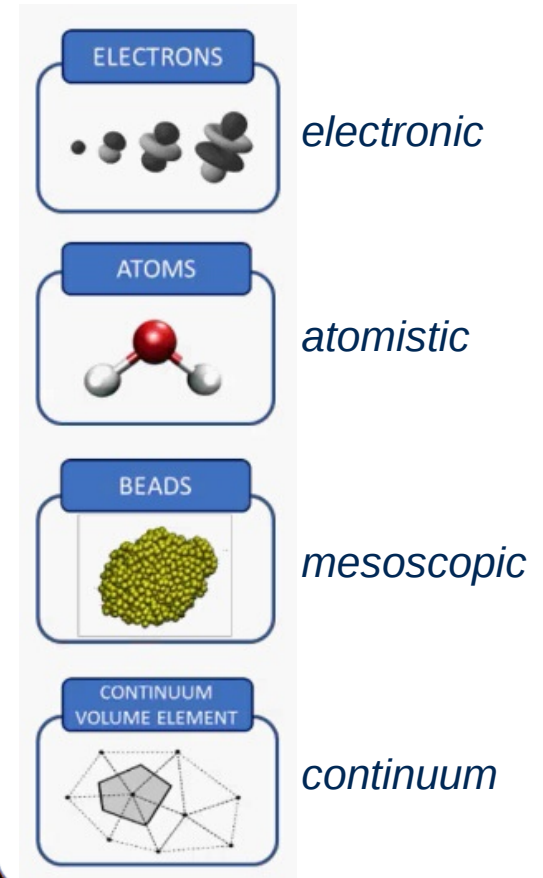 ELECTRONS
electronic
ATOMS
atomistic
BEADS
mesoscopic
CONTINUUM
VOLUME ELEMENT
continuum